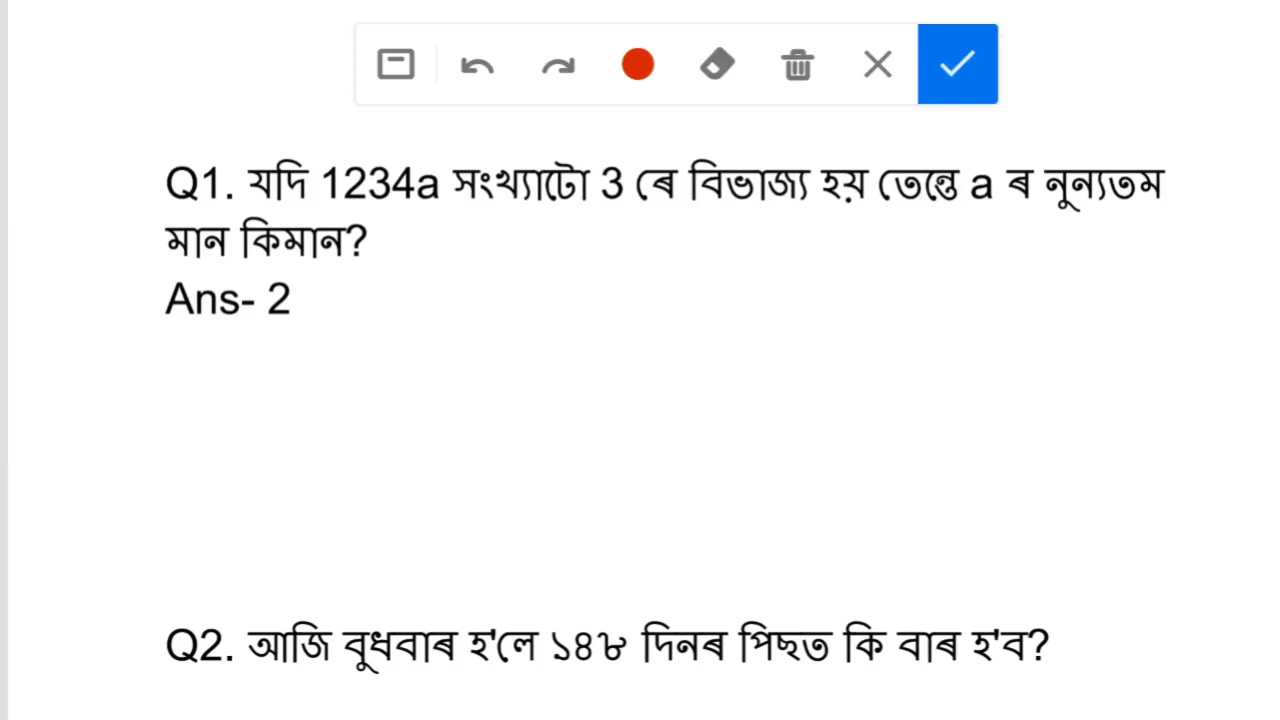 Q1. যদি 1234a সংখ্যাটো 3 ৰে বিভাজ্য হয় তেন্তে a ৰ নুন্যতম
মান কিমান?
Ans- 2
Q2. আজি বুধবাৰ হ'লে ১৪৮ দিনৰ পিছত কি বাৰ হ'ব?